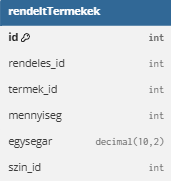 rendeltTermekek
id int
rendeles_id int
termek_id int
mennyiseg int
egysegar decimal(10,2)
szin_id int